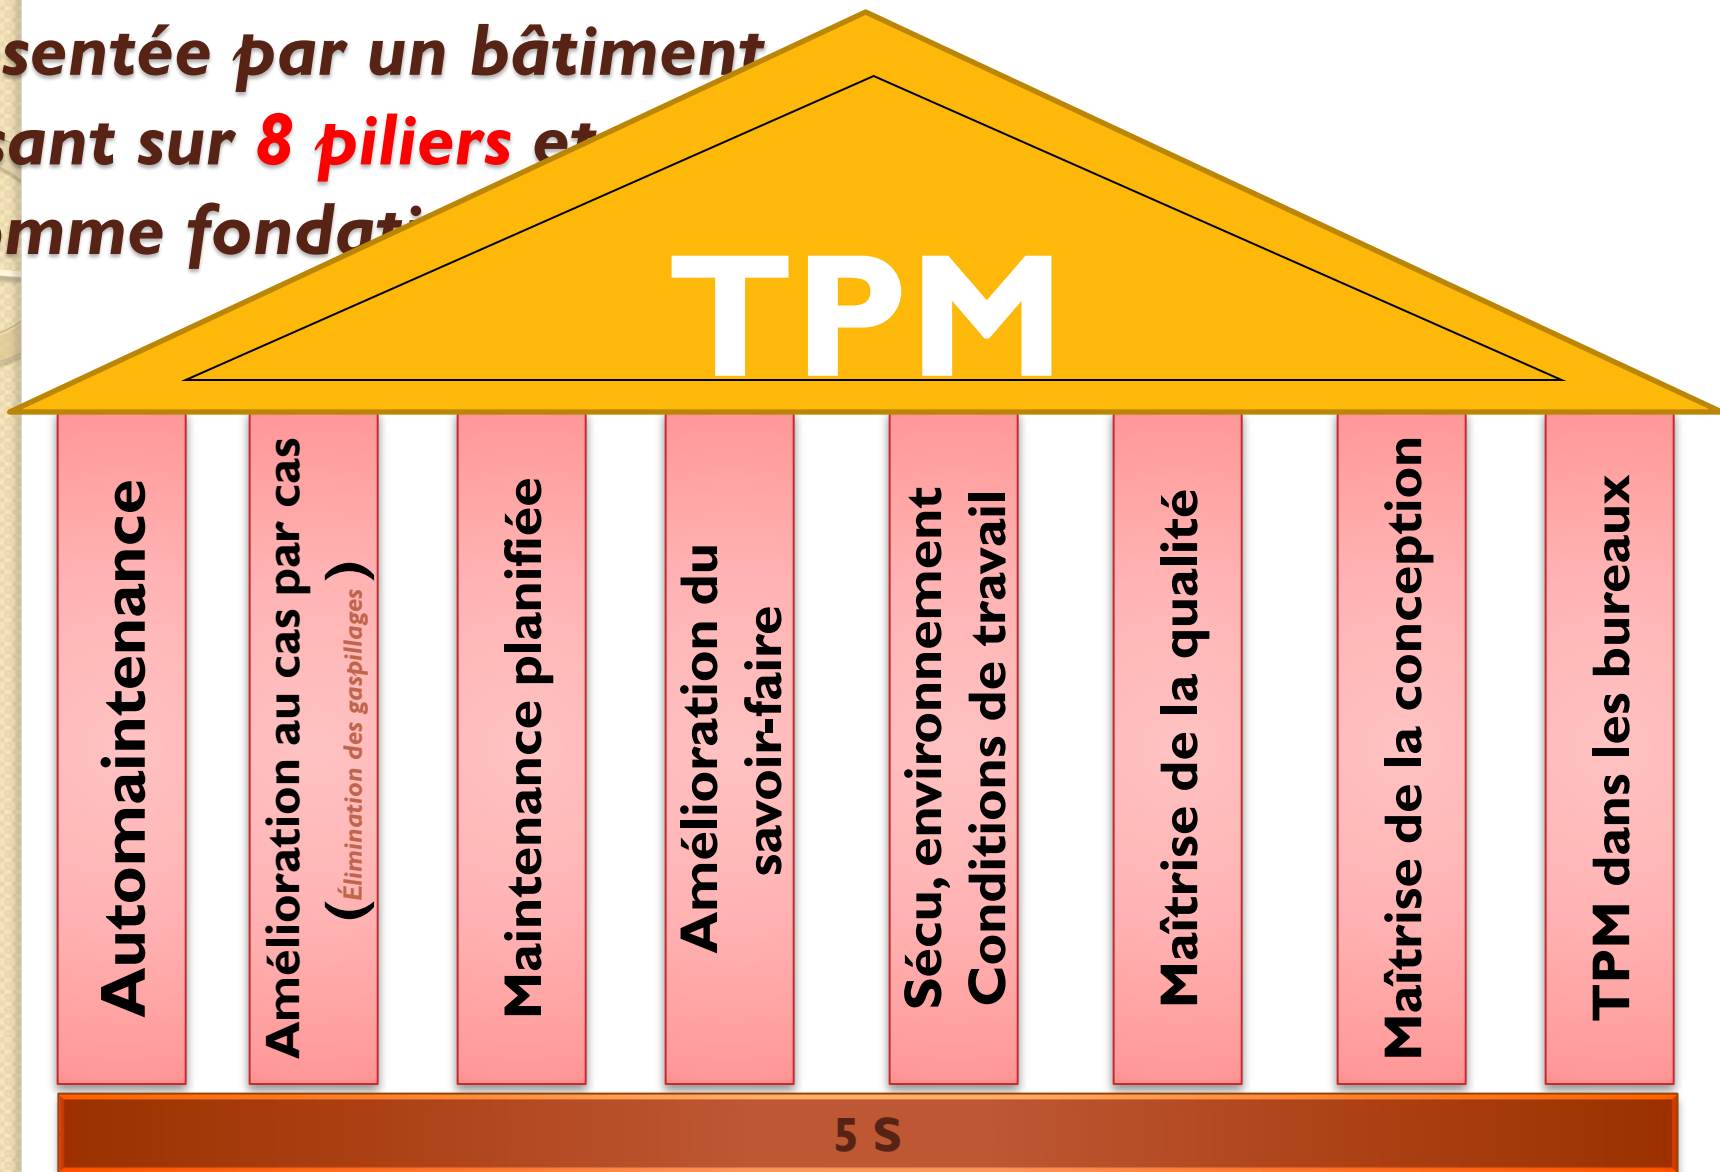 sentée par un bâtiment
sant sur 8 piliers et
omme fondati
TPM
Automaintenance
Amélioration au cas par cas
(Élimination des gaspillages)
Maintenance planifiée
Amélioration du
savoir-faire
Sécu, environnement
Conditions de travail
Maîtrise de la qualité
Maîtrise de la conception
TPM dans les bureaux
5 S